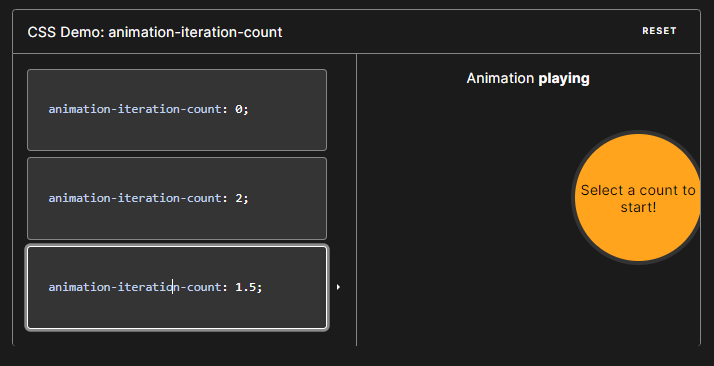 CSS Demo: animation-iteration-count
RESET
animation-iteration-count: 0;
animation-iteration-count: 2;
animation-iteration-count: 1.5;
Animation playing
Select a count to
start!